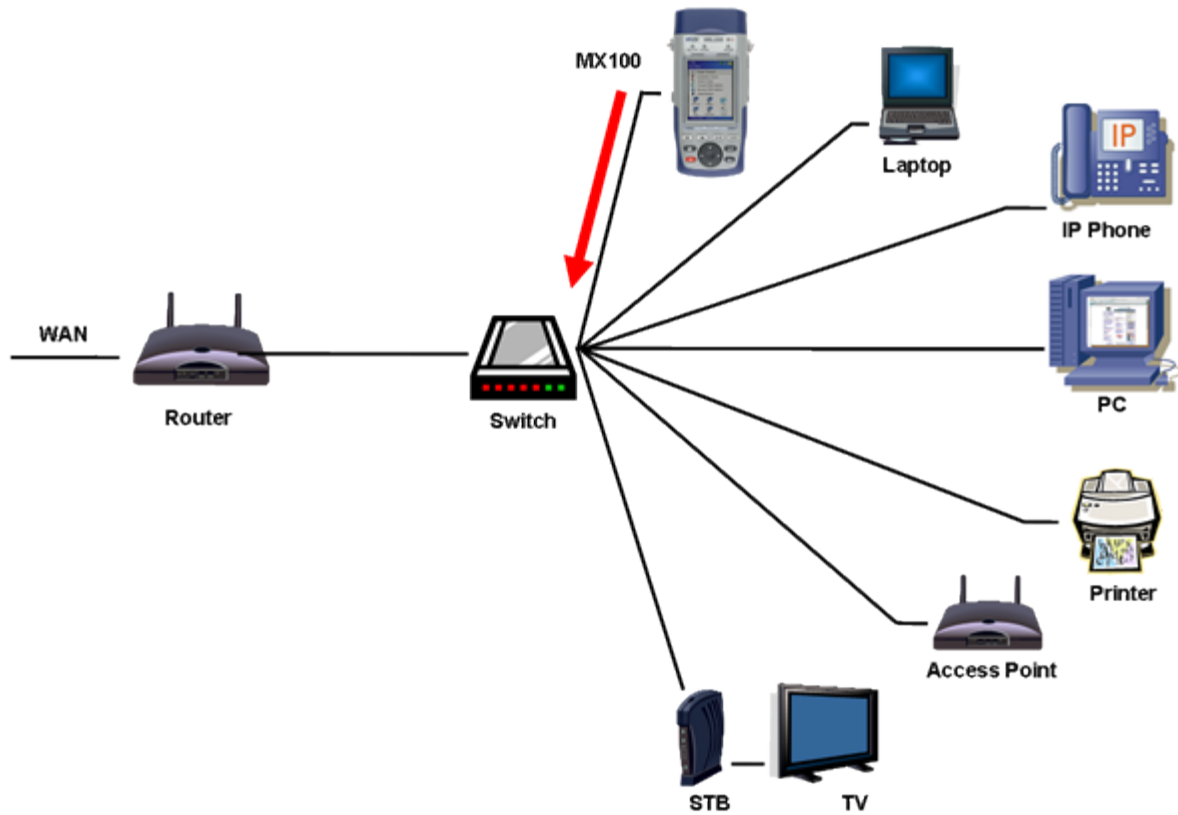 MX100
Laptop
IP
IP Phone
WAN
Router
Switch
PC
Printer
Access Point
STB
TV